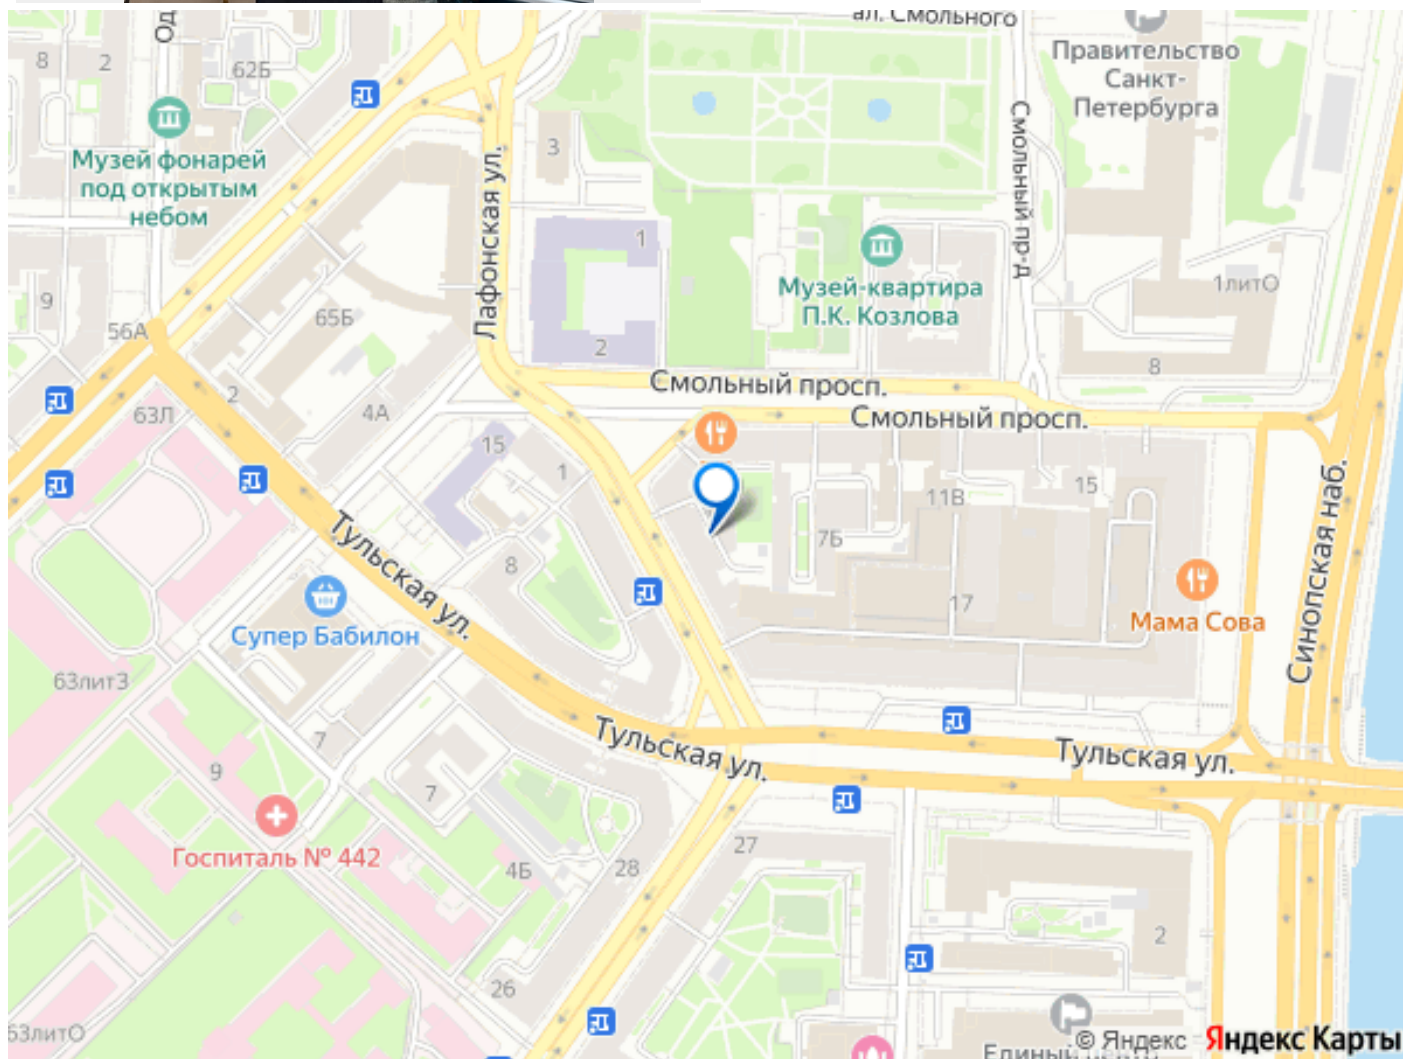 ал. Смольного
Правительство
Санкт-
Петербурга
8
2
62Б
Музей фонарей
под открытым
небом
3
Смольный пр-д
Лафонская ул.
1
Музей-квартира
П.К. Козлова
1литО
9
56А
65Б
2
8
Смольный просп.
2
4А
63Л
Смольный просп.
15
1
11В
15
Синопская наб.
Тульская ул.
8
7Б
17
Супер Бабилон
Мама Сова
63литЗ
Тульская ул.
Тульская ул.
7
9
7
Госпиталь № 442
4Б
28
27
26
2
63литО
© Яндекс Яндекс Карты